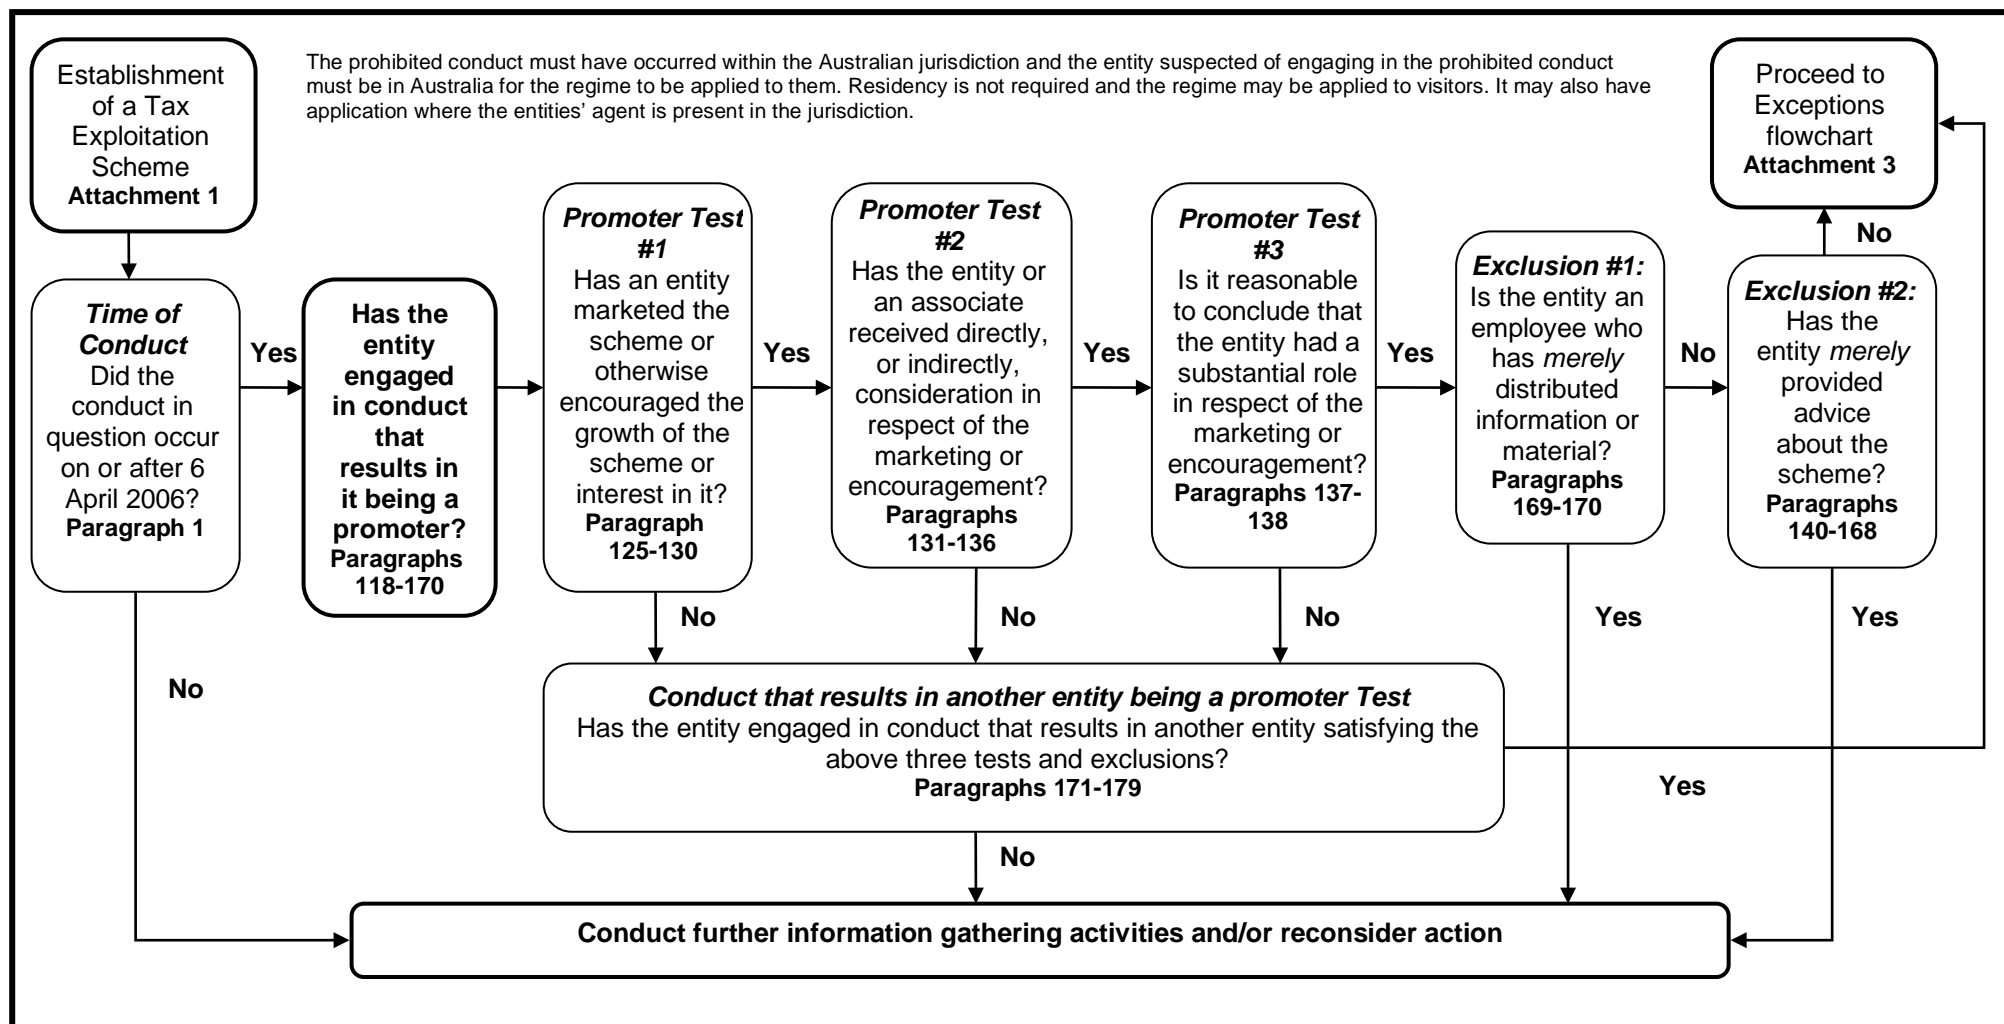 Establishment
of a Tax
Exploitation
Scheme
Attachment 1
The prohibited conduct must have occurred within the Australian jurisdiction and the entity suspected of engaging in the prohibited conduct
must be in Australia for the regime to be applied to them. Residency is not required and the regime may be applied to visitors. It may also have
application where the entities’ agent is present in the jurisdiction.
Proceed to
Exceptions
flowchart
Attachment 3
Time of
Conduct
Did the
conduct in
question occur
on or after 6
April 2006?
Paragraph 1
Yes
Has the
entity
engaged
in conduct
that
results in
it being a
promoter?
Paragraphs
118-170
Promoter Test
#1
Has an entity
marketed the
scheme or
otherwise
encouraged the
growth of the
scheme or
interest in it?
Paragraph
125-130
Yes
Promoter Test
#2
Has the entity or
an associate
received directly,
or indirectly,
consideration in
respect of the
marketing or
encouragement?
Paragraphs
131-136
Yes
Promoter Test
#3
Is it reasonable
to conclude that
the entity had a
substantial role
in respect of the
marketing or
encouragement?
Paragraphs 137-
138
Yes
Exclusion #1:
Is the entity an
employee who
has merely
distributed
information or
material?
Paragraphs
169-170
No
Exclusion #2:
Has the
entity merely
provided
advice
about the
scheme?
Paragraphs
140-168
No
No
No
No
No
Yes
Yes
Conduct that results in another entity being a promoter Test
Has the entity engaged in conduct that results in another entity satisfying the
above three tests and exclusions?
Paragraphs 171-179
Yes
No
Conduct further information gathering activities and/or reconsider action